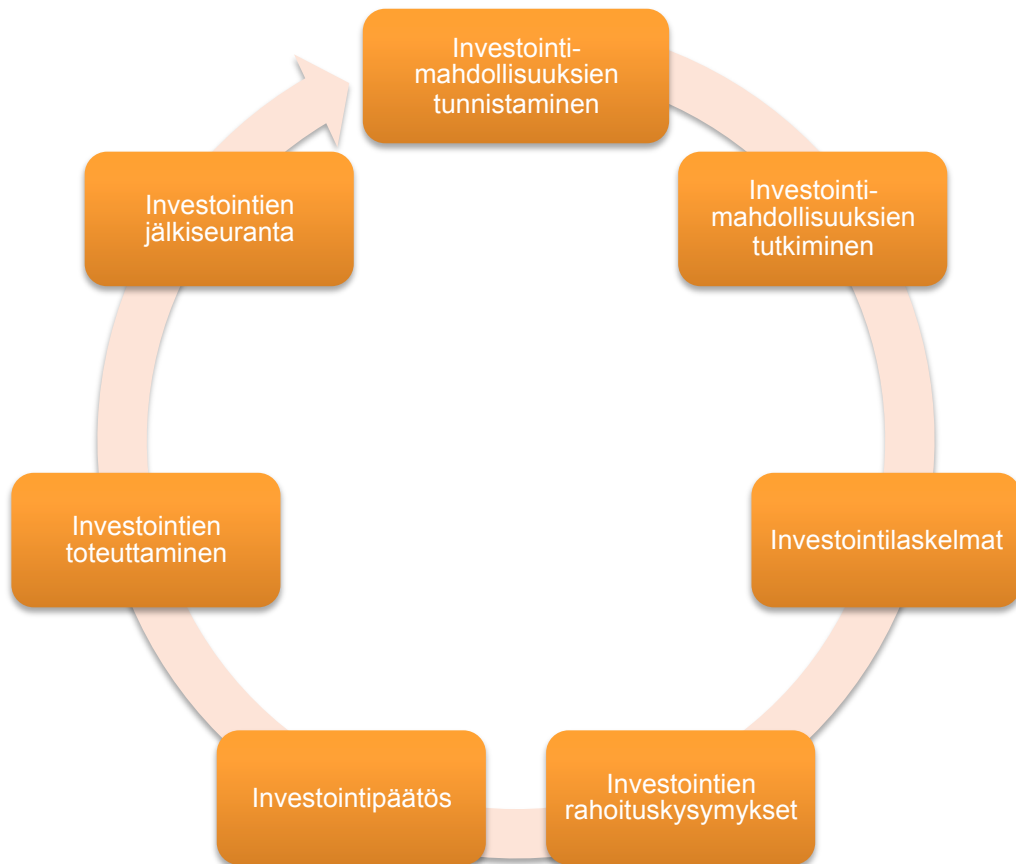 Investointi-
mahdollisuuksien
tunnistaminen
Investointi-
mahdollisuuksien
tutkiminen
Investointilaskelmat
Investointien
rahoituskysymykset
Investointipäätös
Investointien
toteuttaminen
Investointien
jälkiseuranta